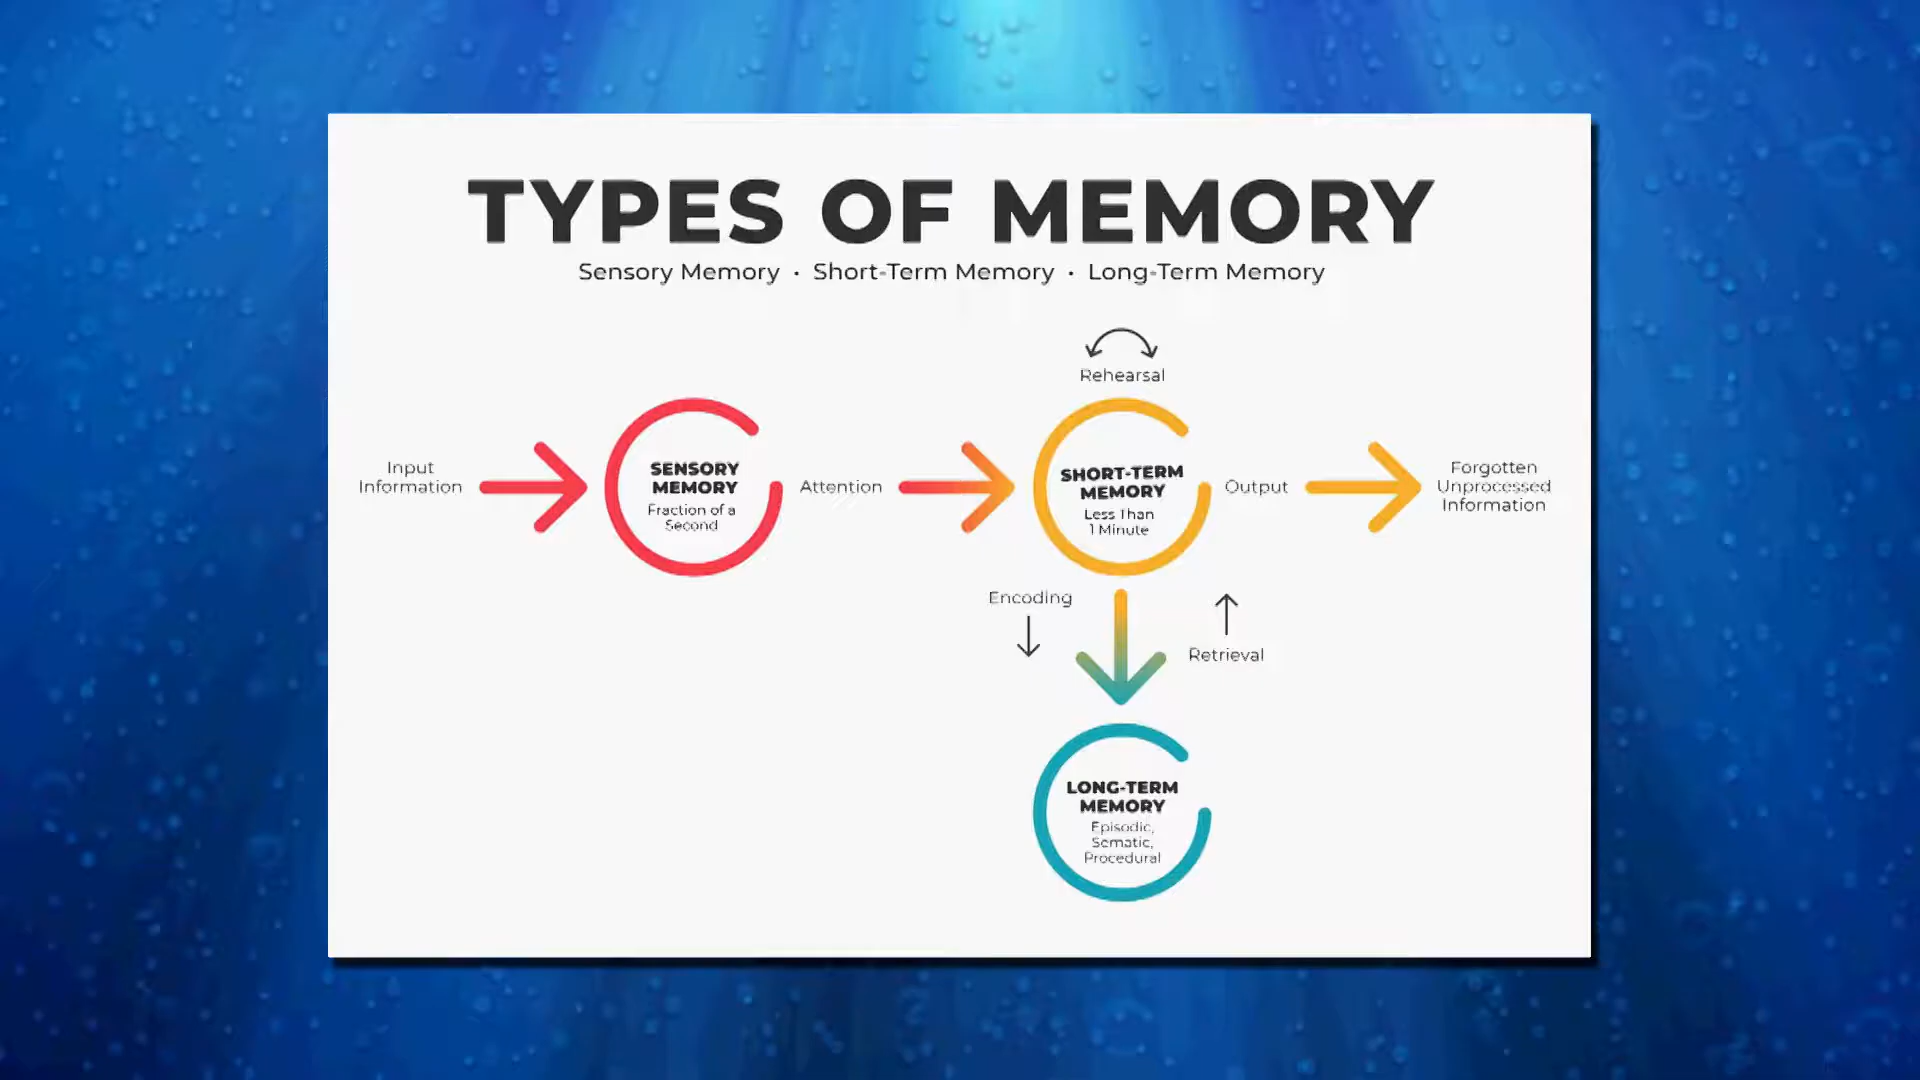 TYPES OF MEMORY
Sensory Memory · Short-Term Memory · Long-Term Memory
Rehearsal
Input
Information
SENSORY
MEMORY
Fraction of a
Second
Attention
SHORT-TERM
MEMORY
Less Than
1 Minute
Output
Forgotten
Unprocessed
Information
Encoding
Retrieval
LONG-TERM
MEMORY
Episodic,
Sematic,
Procedural